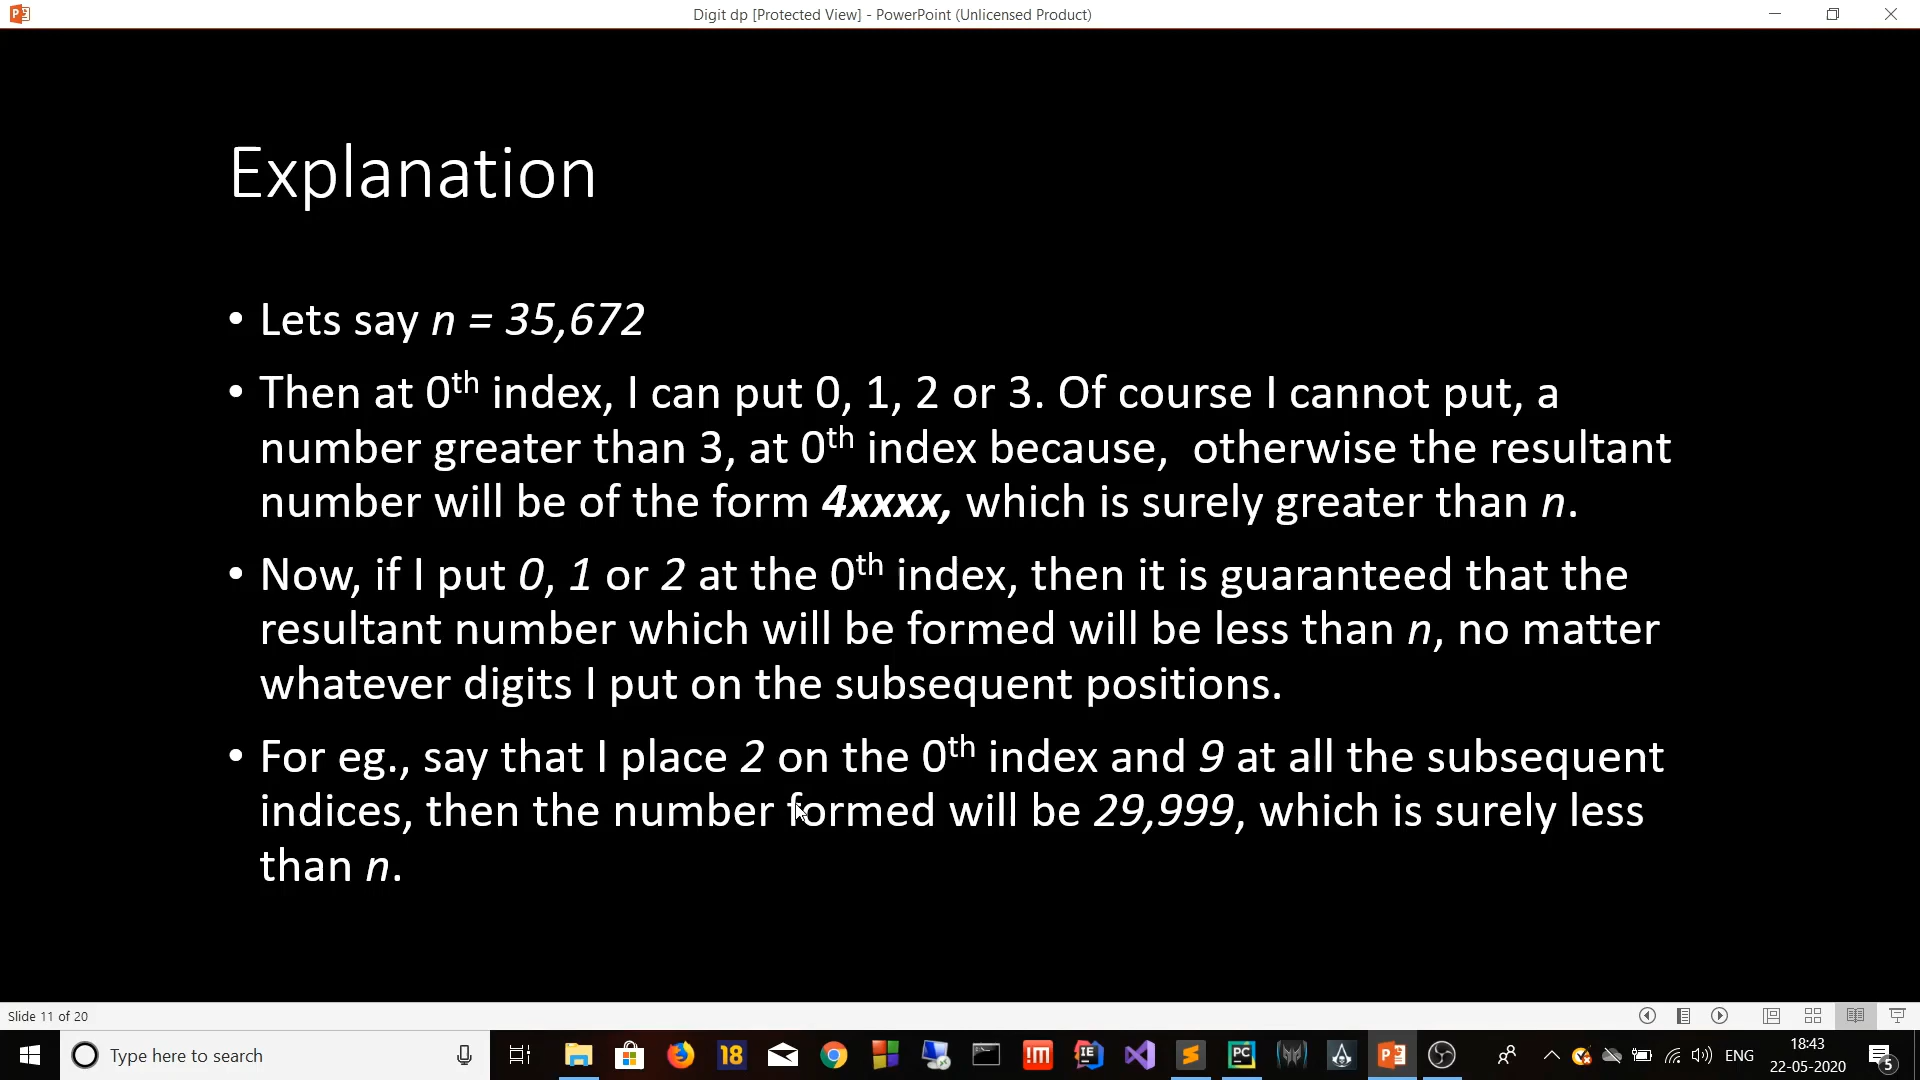 Digit dp [Protected View] - PowerPoint (Unlicensed Product)
Explanation
• Lets say n = 35,672
• Then at 0th index, I can put 0, 1, 2 or 3. Of course I cannot put, a
number greater than 3, at 0th index because,  otherwise the resultant
number will be of the form 4xxxx, which is surely greater than n.
• Now, if I put 0, 1 or 2 at the 0th index, then it is guaranteed that the
resultant number which will be formed will be less than n, no matter
whatever digits I put on the subsequent positions.
• For eg., say that I place 2 on the 0th index and 9 at all the subsequent
indices, then the number formed will be 29,999, which is surely less
than n.
Slide 11 of 20
Type here to search
18
!m
IE
PC
P
ENG
18:43
22-05-2020
5